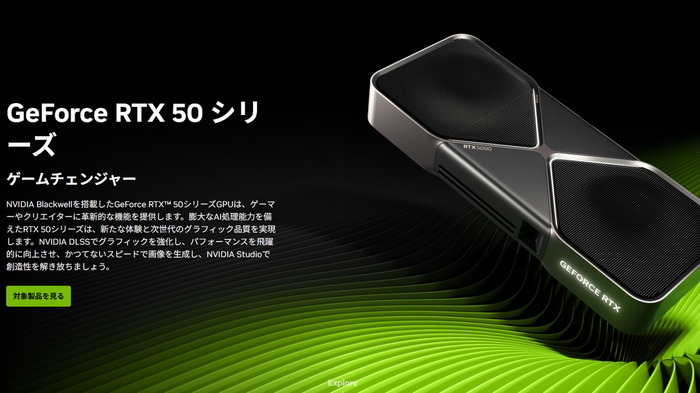 GeForce RTX 50 シリ
ーズ
ゲームチェンジャー
NVIDIA Blackwellを搭載したGeForce RTX™ 50シリーズGPUは、ゲーマ
ーやクリエイターに革新的な機能を提供します。膨大なAI処理能力を備
えたRTX 50シリーズは、新たな体験と次世代のグラフィック品質を実現
します。NVIDIA DLSSでグラフィックを強化し、パフォーマンスを飛躍
的に向上させ、かつてないスピードで画像を生成し、NVIDIA Studioで
創造性を解き放ちましょう。
対象製品を見る
RTX 5090
GEFORCE RTX
Explore